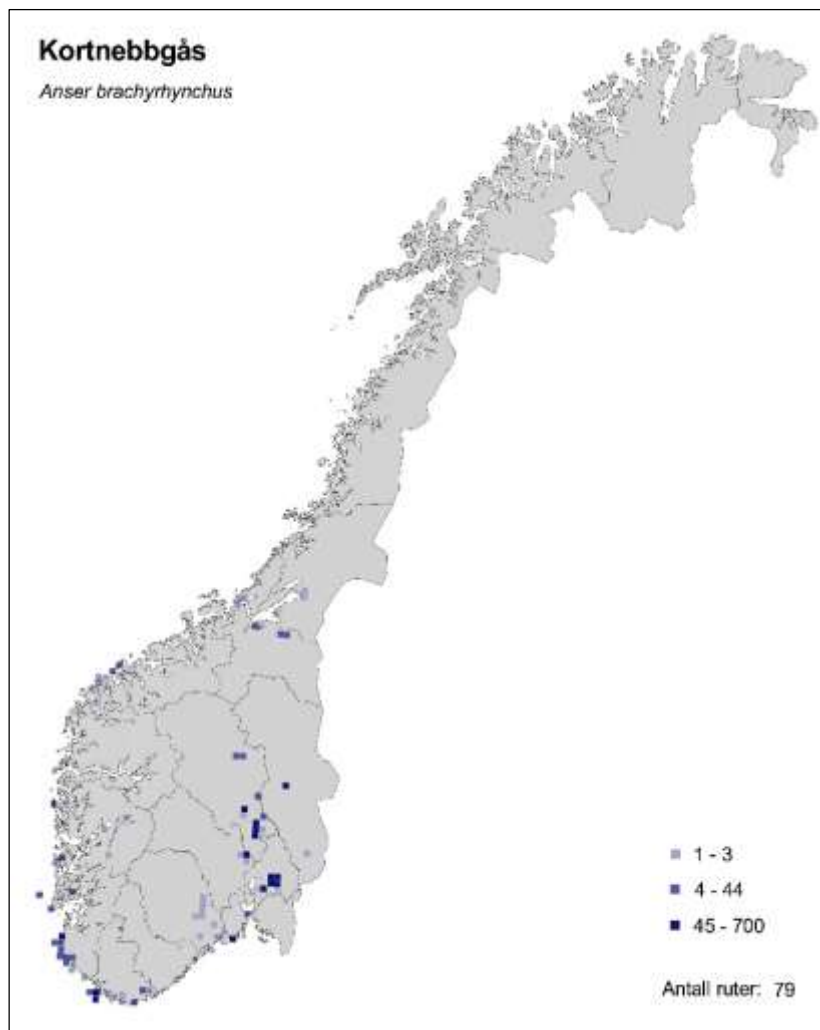 Kortnebbgås
Anser brachyrhynchus
1 - 3
4 - 44
45 - 700
Antall ruter: 79